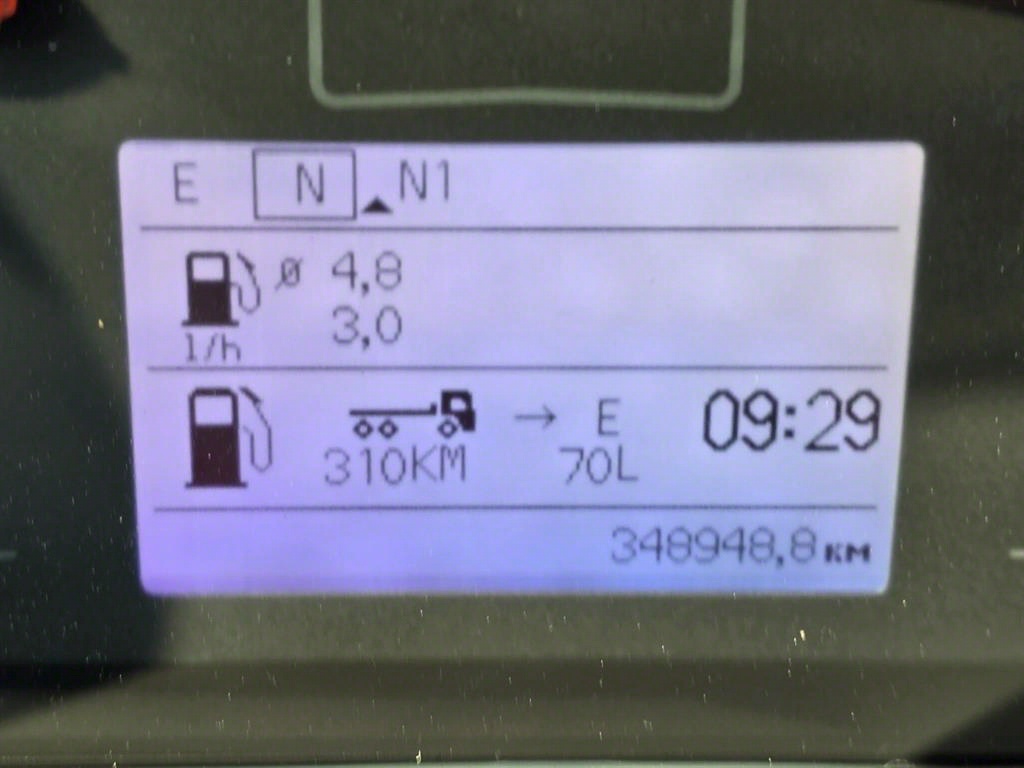 E N N1
ø 4,8
3,0
l/h
→ E 09:29
310KM 70L
348948,8 KM